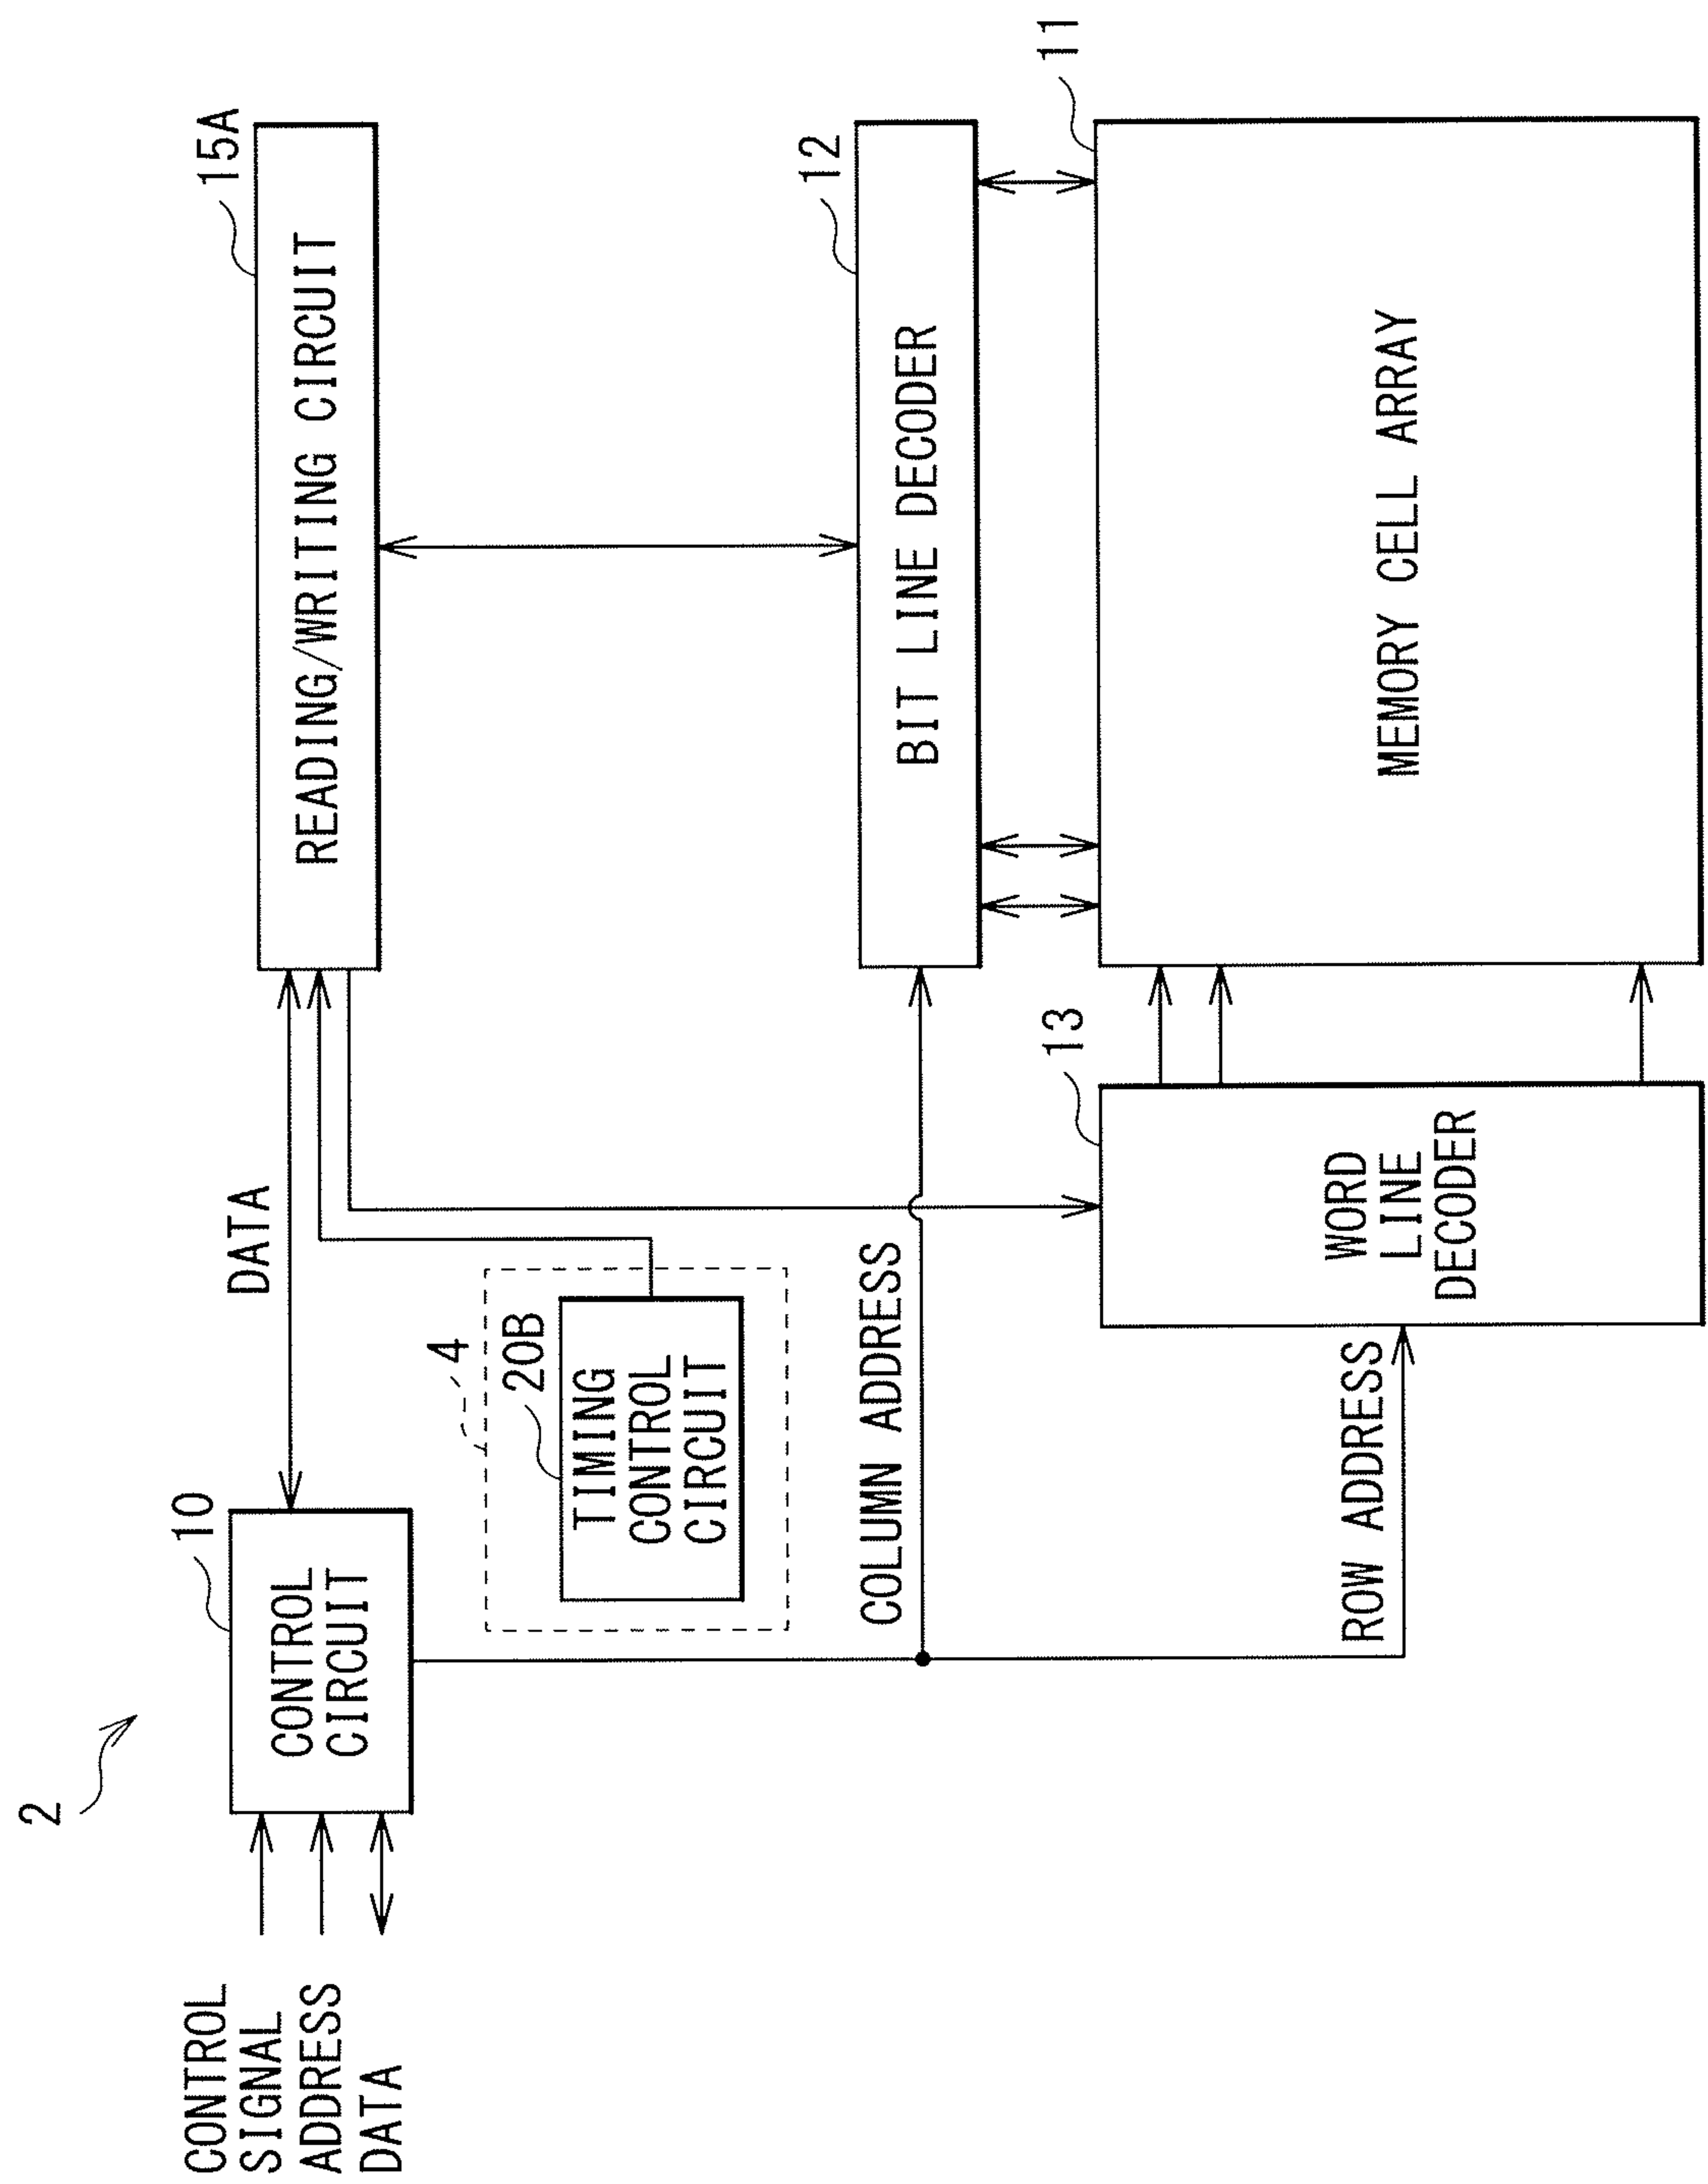 2
CONTROL
SIGNAL
ADDRESS
DATA
10
CONTROL
CIRCUIT
DATA
15A
READING/WRITING CIRCUIT
4
20B
TIMING
CONTROL
CIRCUIT
COLUMN ADDRESS
12
BIT LINE DECODER
ROW ADDRESS
13
WORD
LINE
DECODER
11
MEMORY CELL ARRAY